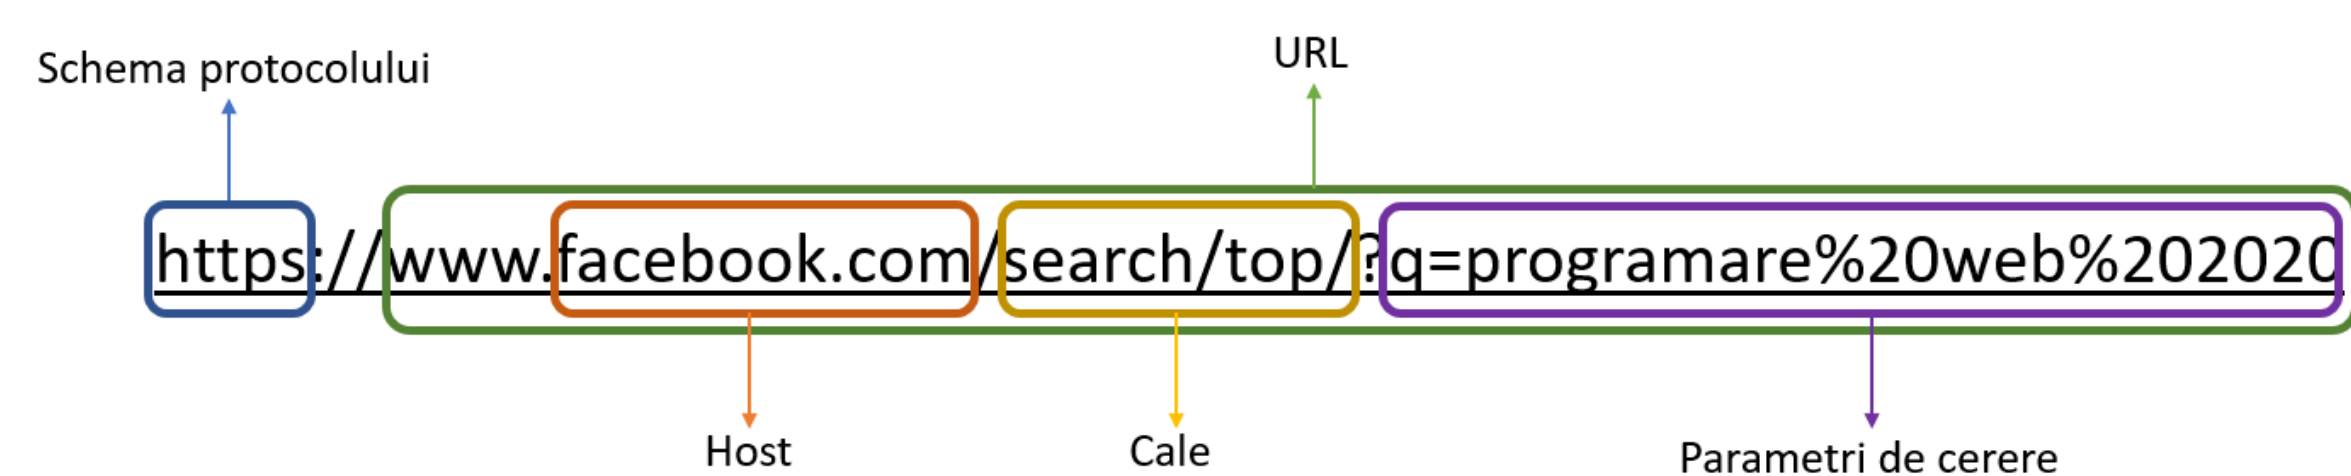 Schema protocolului
URL
https://www.facebook.com/search/top/?q=programare%20web%202020
Host
Cale
Parametri de cerere